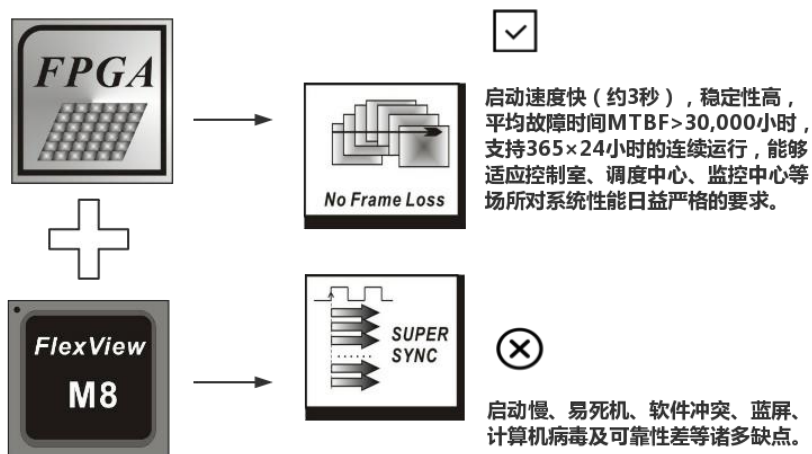 FPGA
No Frame Loss
启动速度快（约3秒），稳定性高，
平均故障时间MTBF>30,000小时，
支持365×24小时的连续运行，能够
适应控制室、调度中心、监控中心等
场所对系统性能日益严格的要求。
FlexView
M8
SUPER
SYNC
启动慢、易死机、软件冲突、蓝屏、
计算机病毒及可靠性差等诸多缺点。